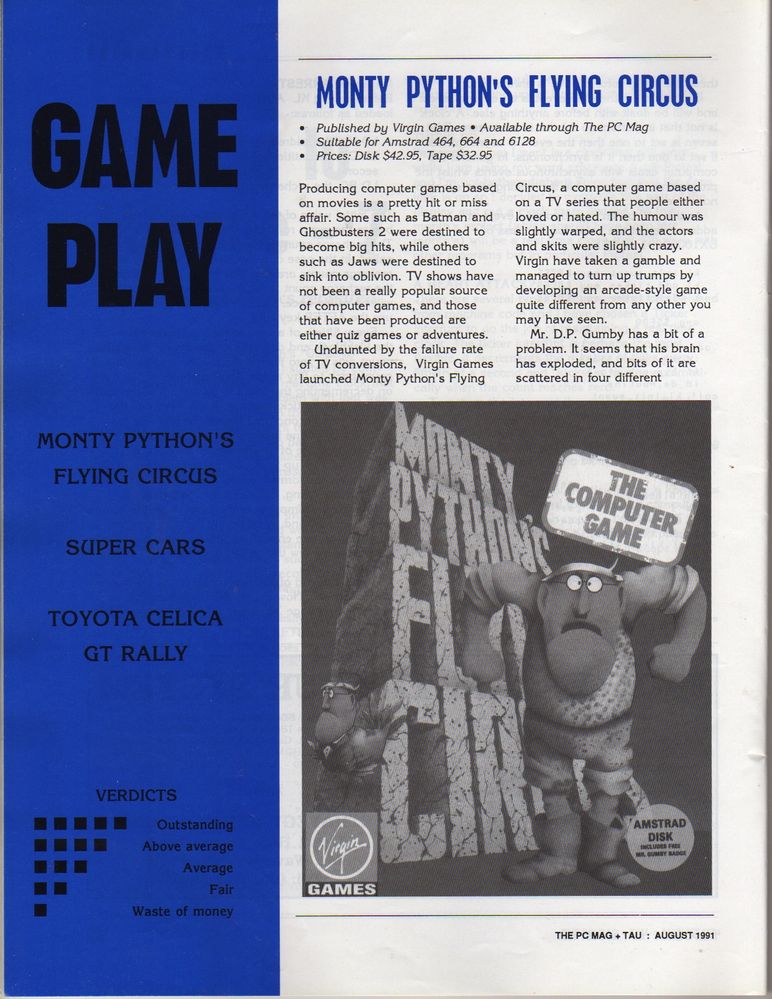 GAME
PLAY
MONTY PYTHON'S
FLYING CIRCUS
SUPER CARS
TOYOTA CELICA
GT RALLY
VERDICTS
Outstanding
Above average
Average
Fair
Waste of money
MONTY PYTHON'S FLYING CIRCUS
• Published by Virgin Games • Available through The PC Mag
• Suitable for Amstrad 464, 664 and 6128
• Prices: Disk $42.95, Tape $32.95
Producing computer games based
on movies is a pretty hit or miss
affair. Some such as Batman and
Ghostbusters 2 were destined to
become big hits, while others
such as Jaws were destined to
sink into oblivion. TV shows have
not been a really popular source
of computer games, and those
that have been produced are
either quiz games or adventures.
Undaunted by the failure rate
of TV conversions, Virgin Games
launched Monty Python's Flying
Circus, a computer game based
on a TV series that people either
loved or hated. The humour was
slightly warped, and the actors
and skits were slightly crazy.
Virgin have taken a gamble and
managed to turn up trumps by
developing an arcade-style game
quite different from any other you
may have seen.
Mr. D.P. Gumby has a bit of a
problem. It seems that his brain
has exploded, and bits of it are
scattered in four different
MONTY
PYTHON'S
FL
CIR
THE
COMPUTER
GAME
Virgin
GAMES
AMSTRAD
DISK
INCLUDES FREE
MR. GUMBY BADGE
THE PC MAG + TAU : AUGUST 1991